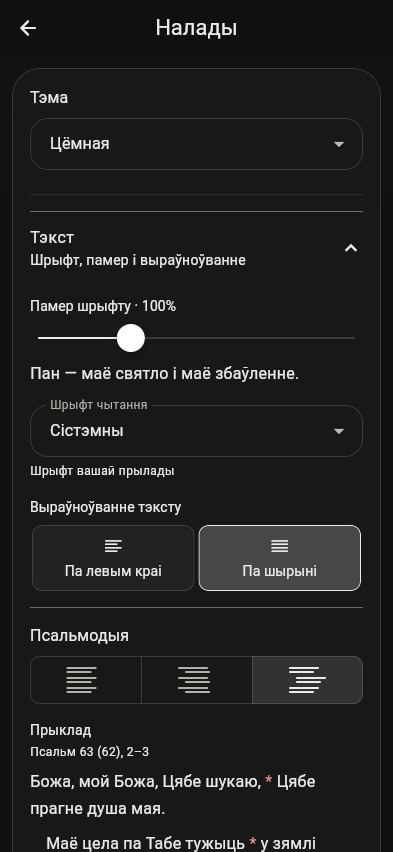 Налады
Тэма
Цёмная
Тэкст
Шрыфт, памер і выраўноўванне
Памер шрыфту · 100%
Пан — маё святло і маё збаўленне.
Шрыфт чытання
Сістэмны
Шрыфт вашай прылады
Выраўноўванне тэксту
Па левым краі
Па шырыні
Псальмодыя
Прыклад
Псальм 63 (62), 2–3
Божа, мой Божа, Цябе шукаю, * Цябе
прагне душа мая.
Маё цела па Табе тужыць * у зямлі